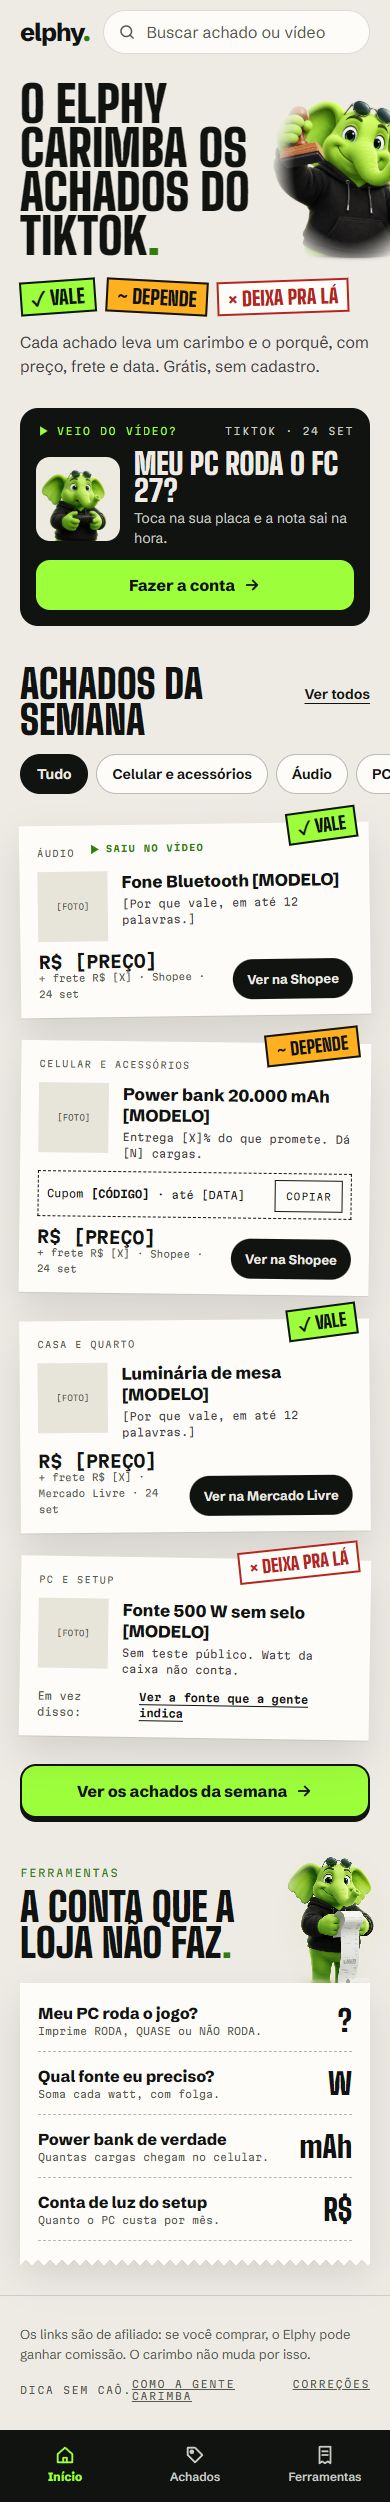 elphy.
Buscar achado ou vídeo
O ELPHY
CARIMBA OS
ACHADOS DO
TIKTOK.
✓ VALE
~ DEPENDE
× DEIXA PRA LÁ
Cada achado leva um carimbo e o porquê, com
preço, frete e data. Grátis, sem cadastro.
▶ VEIO DO VÍDEO?
TIKTOK · 24 SET
MEU PC RODA O FC
27?
Toca na sua placa e a nota sai na
hora.
Fazer a conta →
ACHADOS DA
SEMANA
Ver todos
Tudo
Celular e acessórios
Áudio
PC
✓ VALE
ÁUDIO
▶ SAIU NO VÍDEO
[FOTO]
Fone Bluetooth [MODELO]
[Por que vale, em até 12
palavras.]
R$ [PREÇO]
+ frete R$ [X] · Shopee ·
24 set
Ver na Shopee
~ DEPENDE
CELULAR E ACESSÓRIOS
[FOTO]
Power bank 20.000 mAh
[MODELO]
Entrega [X]% do que promete. Dá
[N] cargas.
Cupom [CÓDIGO] · até [DATA]
COPIAR
R$ [PREÇO]
+ frete R$ [X] · Shopee ·
24 set
Ver na Shopee
✓ VALE
CASA E QUARTO
[FOTO]
Luminária de mesa
[MODELO]
[Por que vale, em até 12
palavras.]
R$ [PREÇO]
+ frete R$ [X] ·
Mercado Livre · 24
set
Ver na Mercado Livre
× DEIXA PRA LÁ
PC E SETUP
[FOTO]
Fonte 500 W sem selo
[MODELO]
Sem teste público. Watt da
caixa não conta.
Em vez
disso:
Ver a fonte que a gente
indica
Ver os achados da semana →
FERRAMENTAS
A CONTA QUE A
LOJA NÃO FAZ.
Meu PC roda o jogo?
Imprime RODA, QUASE ou NÃO RODA.
?
Qual fonte eu preciso?
Soma cada watt, com folga.
W
Power bank de verdade
Quantas cargas chegam no celular.
mAh
Conta de luz do setup
Quanto o PC custa por mês.
R$
Os links são de afiliado: se você comprar, o Elphy pode
ganhar comissão. O carimbo não muda por isso.
DICA SEM CAÔ.
COMO A GENTE
CARIMBA
CORREÇÕES
Início
Achados
Ferramentas